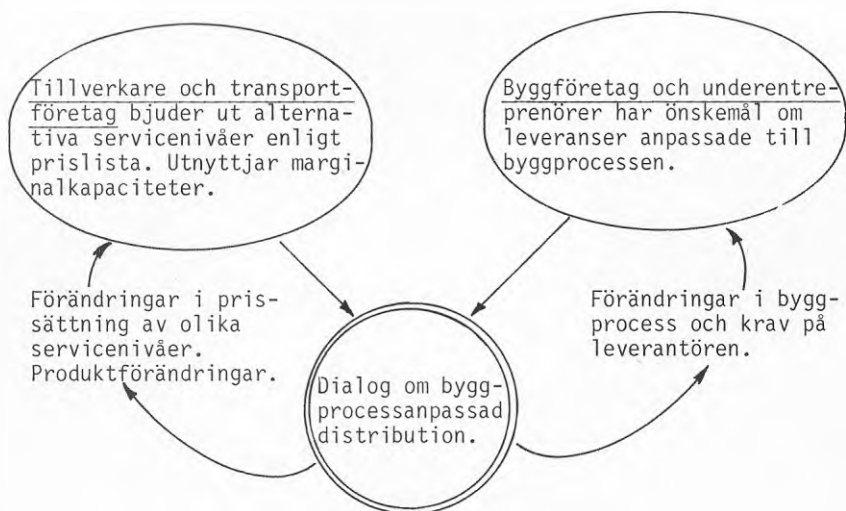 Tillverkare och transport-
företag bjuder ut alterna-
tiva servicenivåer enligt
prislista. Utnyttjar margi-
nalkapaciteter.
Byggföretag och underentre-
prenörer har önskemål om
leveranser anpassade till
byggprocessen.
Förändringar i pris-
sättning av olika
servicenivåer.
Produktförändringar.
Förändringar i bygg-
process och krav på
leverantören.
Dialog om bygg-
processanpassad
distribution.